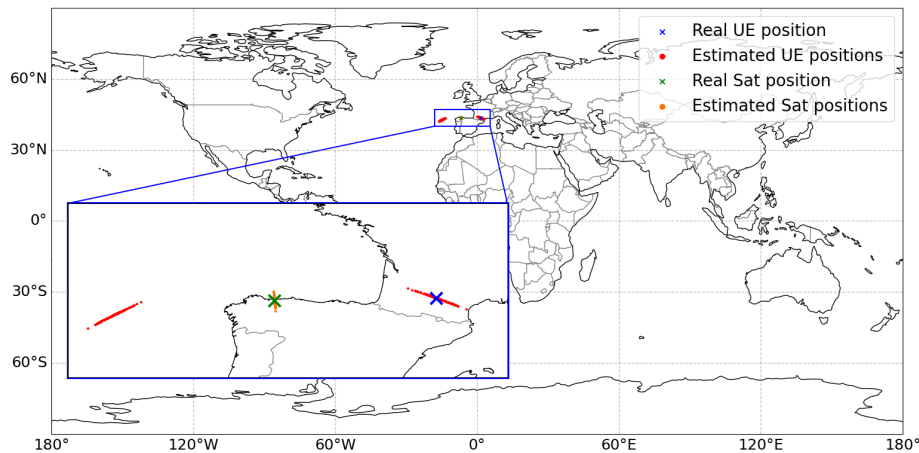 Real UE position
Estimated UE positions
Real Sat position
Estimated Sat positions
60°N
30°N
0°
30°S
60°S
180° 120°W 60°W 0° 60°E 120°E 180°